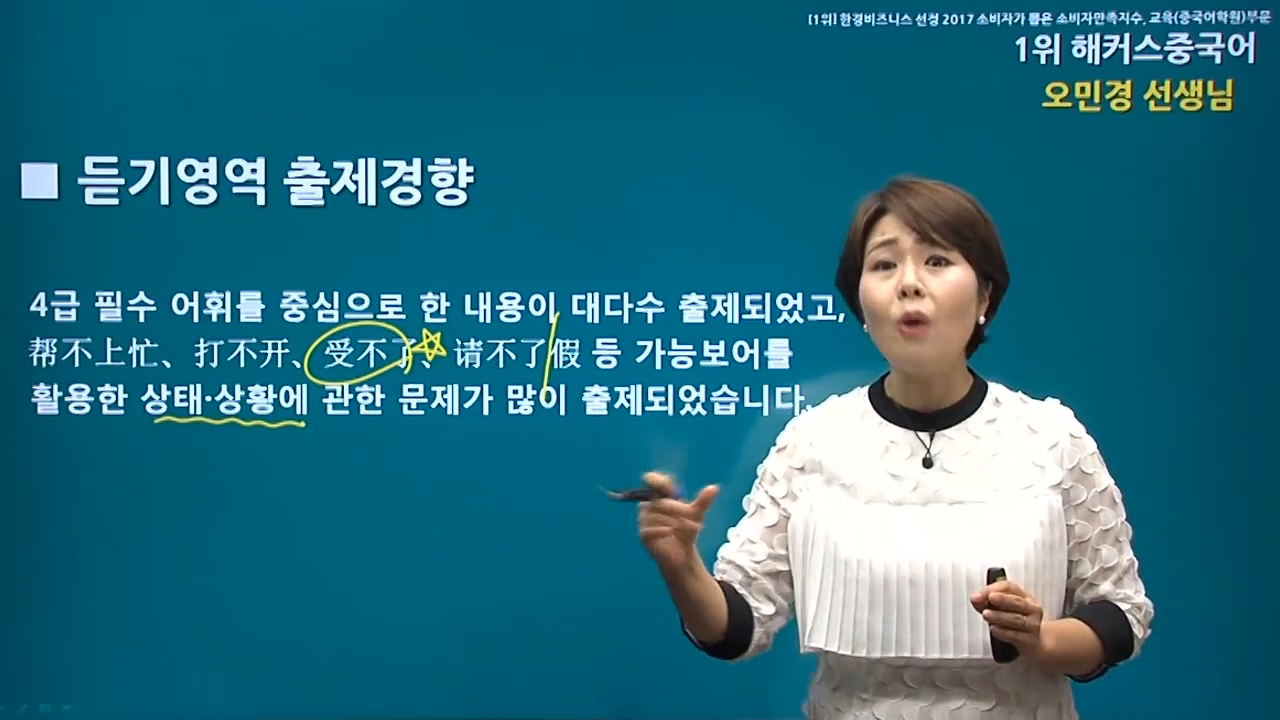 [1위] 한경비즈니스 선정 2017 소비자가 뽑은 소비자만족지수, 교육(중국어학원)부문
1위 해커스중국어
오민경 선생님
■ 듣기영역 출제경향
4급 필수 어휘를 중심으로 한 내용이 대다수 출제되었고,
帮不上忙、打不开、受不了、请不了假 등 가능보어를
활용한 상태·상황에 관한 문제가 많이 출제되었습니다.